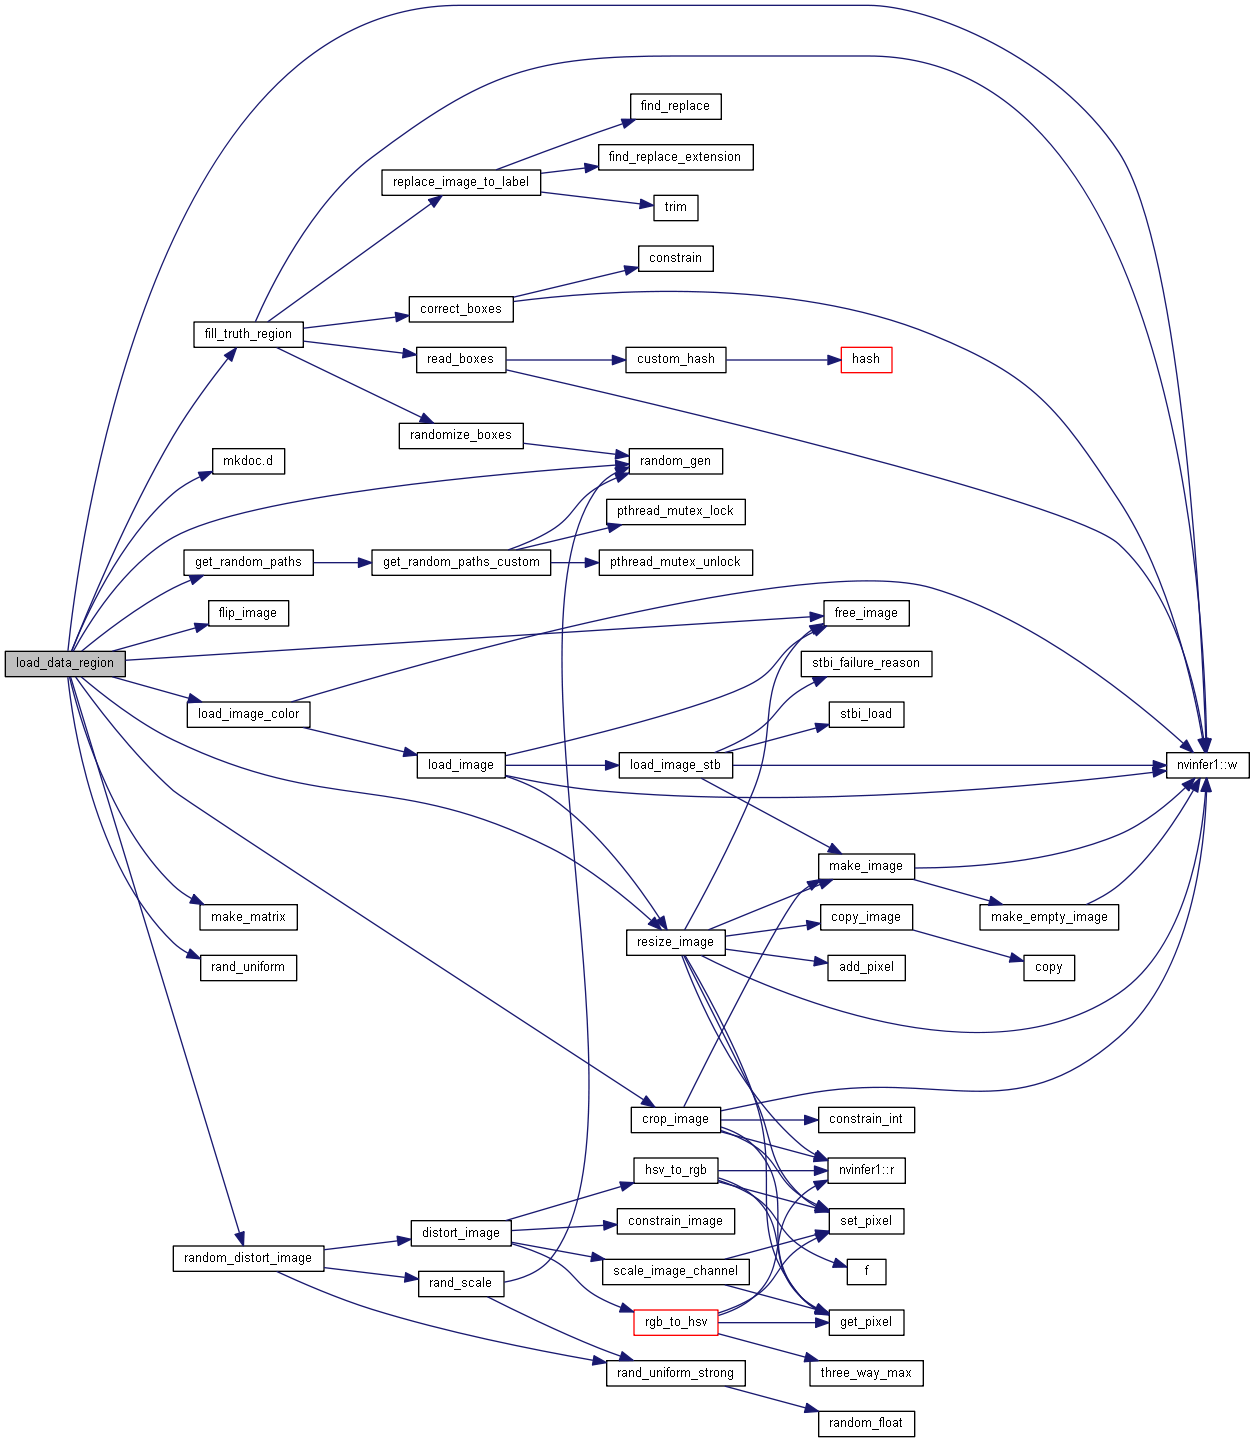 find_replace
find_replace_extension
replace_image_to_label
trim
constrain
correct_boxes
fill_truth_region
read_boxes
custom_hash
hash
randomize_boxes
mkdoc.d
random_gen
pthread_mutex_lock
get_random_paths
get_random_paths_custom
pthread_mutex_unlock
flip_image
free_image
load_data_region
stbi_failure_reason
load_image_color
stbi_load
load_image
load_image_stb
nvinfer1::w
make_image
make_matrix
copy_image
make_empty_image
resize_image
rand_uniform
add_pixel
copy
crop_image
constrain_int
hsv_to_rgb
nvinfer1::r
distort_image
constrain_image
set_pixel
random_distort_image
rand_scale
scale_image_channel
f
rgb_to_hsv
get_pixel
rand_uniform_strong
three_way_max
random_float